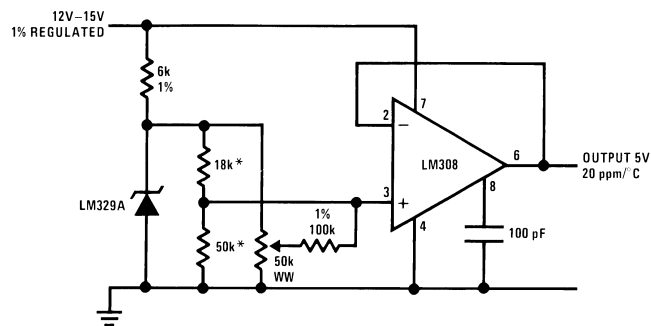 12V–15V
1% REGULATED
6k
1%
2
7
–
LM308
6
OUTPUT 5V
20 ppm/°C
18k*
LM329A
3
+
8
1%
100k
4
100 pF
50k*
50k
WW